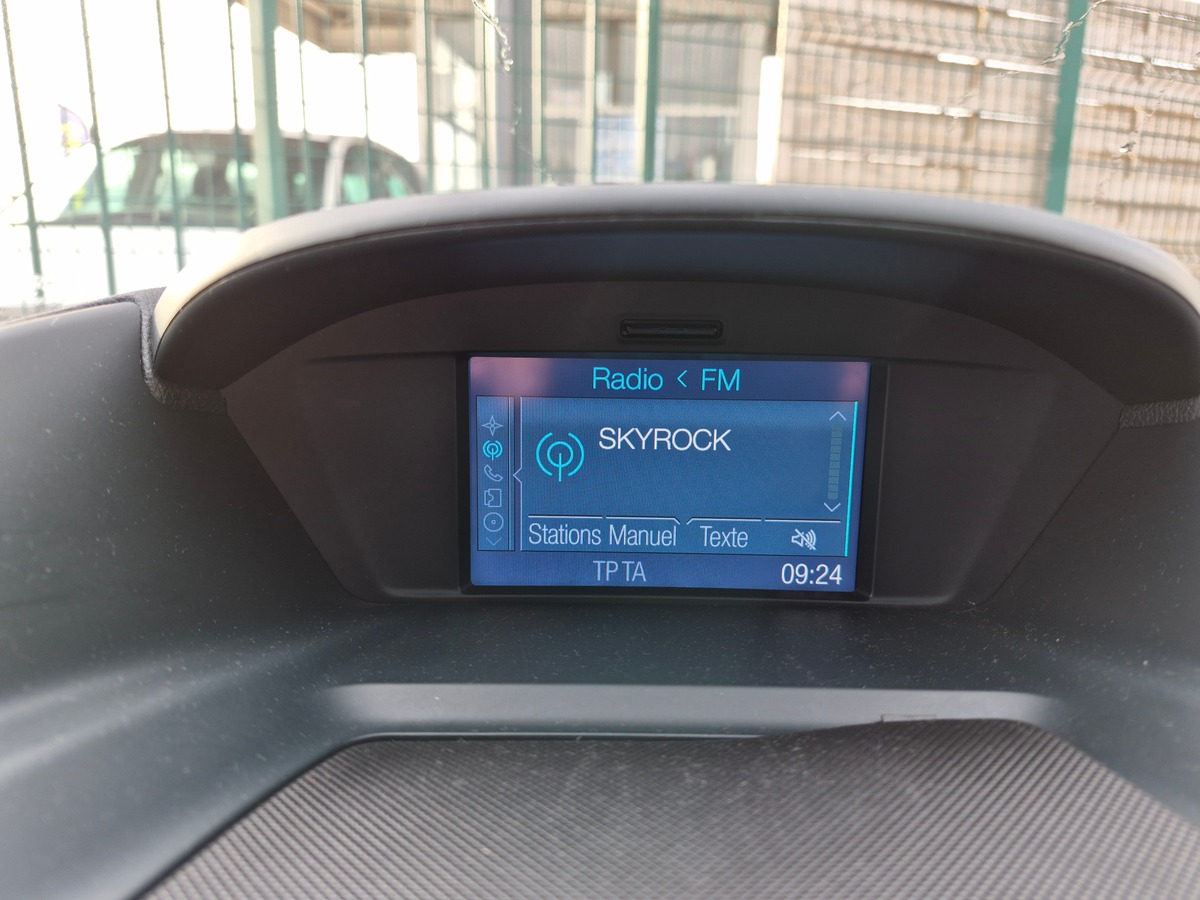 Radio < FM
SKYROCK
Stations Manuel Texte
TP TA 09:24